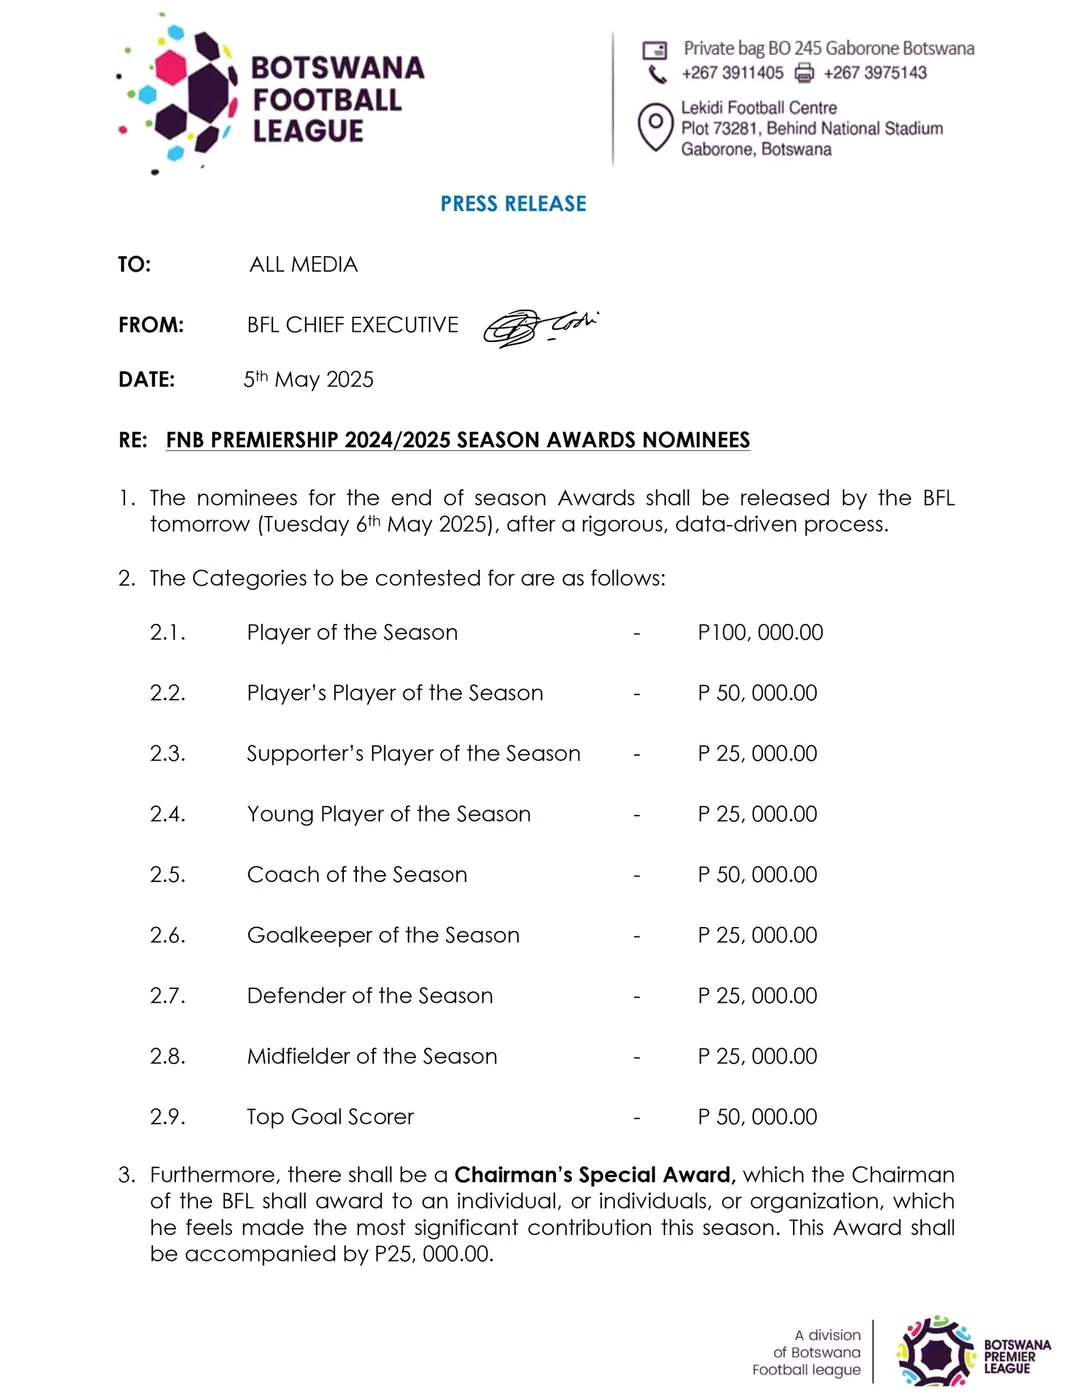 BOTSWANA
FOOTBALL
LEAGUE
Private bag BO 245 Gaborone Botswana
+267 3911405 +267 3975143
Lekidi Football Centre
Plot 73281, Behind National Stadium
Gaborone, Botswana
PRESS RELEASE
TO: ALL MEDIA
FROM: BFL CHIEF EXECUTIVE
DATE: 5th May 2025
RE: FNB PREMIERSHIP 2024/2025 SEASON AWARDS NOMINEES
1. The nominees for the end of season Awards shall be released by the BFL
tomorrow (Tuesday 6th May 2025), after a rigorous, data-driven process.
2. The Categories to be contested for are as follows:
2.1. Player of the Season - P100, 000.00
2.2. Player’s Player of the Season - P 50, 000.00
2.3. Supporter’s Player of the Season - P 25, 000.00
2.4. Young Player of the Season - P 25, 000.00
2.5. Coach of the Season - P 50, 000.00
2.6. Goalkeeper of the Season - P 25, 000.00
2.7. Defender of the Season - P 25, 000.00
2.8. Midfielder of the Season - P 25, 000.00
2.9. Top Goal Scorer - P 50, 000.00
3. Furthermore, there shall be a Chairman’s Special Award, which the Chairman
of the BFL shall award to an individual, or individuals, or organization, which
he feels made the most significant contribution this season. This Award shall
be accompanied by P25, 000.00.
A division
of Botswana
Football league
BOTSWANA
PREMIER
LEAGUE